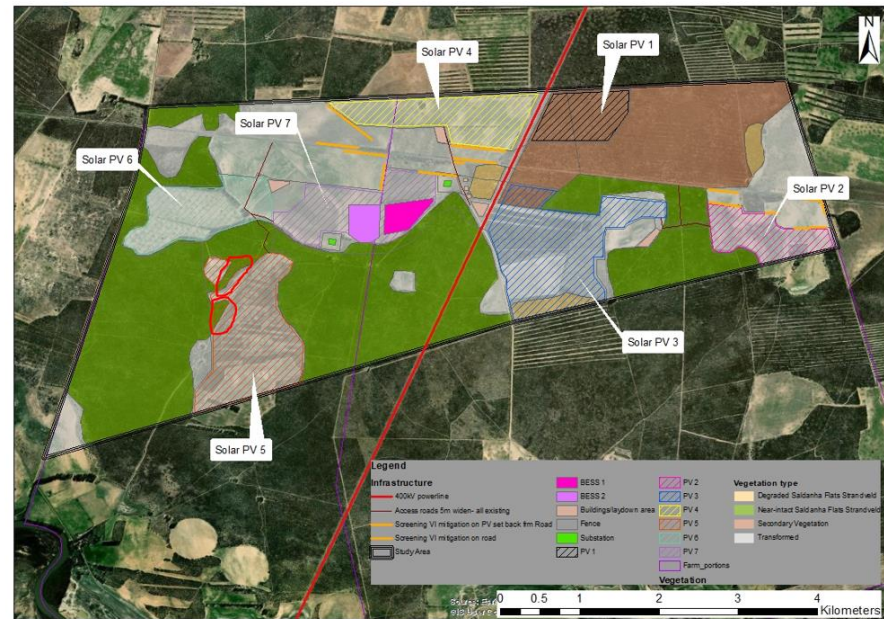 N
Solar PV 4
Solar PV 1
Solar PV 7
Solar PV 6
Solar PV 2
Solar PV 3
Solar PV 5
Legend
Infrastructure
400kV powerline
Access roads 5m widen- all existing
Screening VI mitigation on PV set back frm Road
Screening VI mitigation on road
Study Area
BESS 1
BESS 2
Buildings/laydown area
Fence
Substation
PV 1
PV 2
PV 3
PV 4
PV 5
PV 6
PV 7
Farm_portions
Vegetation
Vegetation type
Degraded Saldanha Flats Strandveld
Near-intact Saldanha Flats Strandveld
Secondary Vegetation
Transformed
0 0.5 1 2 3 4
Kilometers